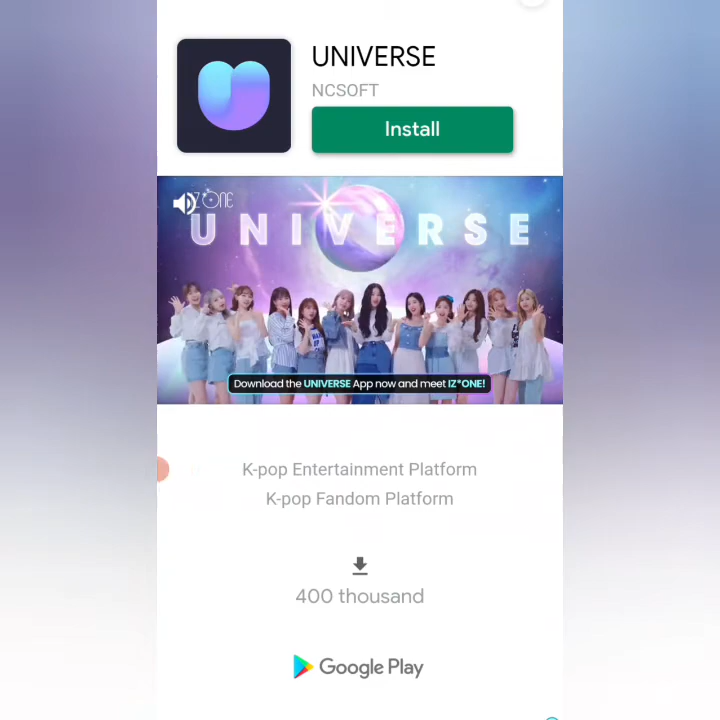 UNIVERSE
NCSOFT
Install
IZ*ONE
UNIVERSE
Download the UNIVERSE App now and meet IZ*ONE!
K-pop Entertainment Platform
K-pop Fandom Platform
400 thousand
Google Play